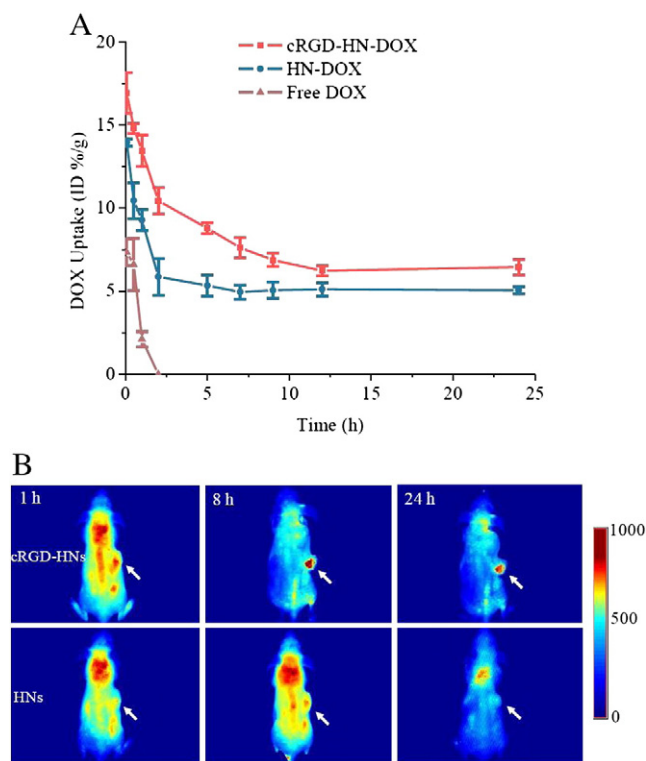 A
cRGD-HN-DOX
HN-DOX
Free DOX
DOX Uptake (ID %/g)
20
15
10
5
0
0 5 10 15 20 25
Time (h)
B
1 h 8 h 24 h
cRGD-HNs
HNs
1000
500
0